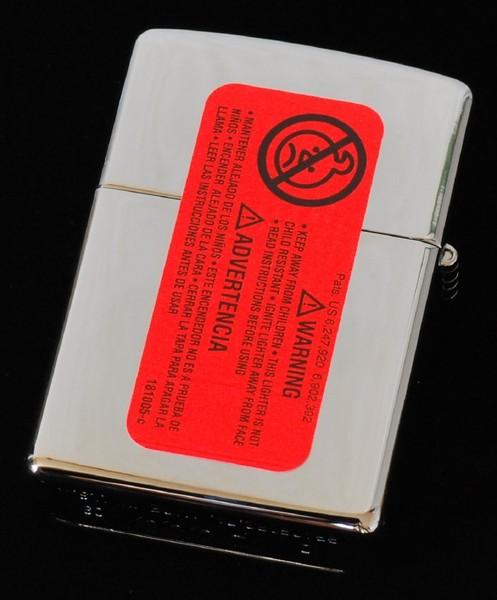 Pats US 6,247,920 6,902,392
⚠WARNING
• KEEP AWAY FROM CHILDREN • THIS LIGHTER IS NOT
CHILD RESISTANT • IGNITE LIGHTER AWAY FROM FACE
• READ INSTRUCTIONS BEFORE USING
⚠ADVERTENCIA
• MANTENER ALEJADO DE LOS NIÑOS • ESTE ENCENDEDOR NO ES A PRUEBA DE
NIÑOS • ENCENDER ALEJADO DE LA CARA • CERRAR LA TAPA PARA APAGAR LA
LLAMA • LEER LAS INSTRUCCIONES ANTES DE USAR
181005-c